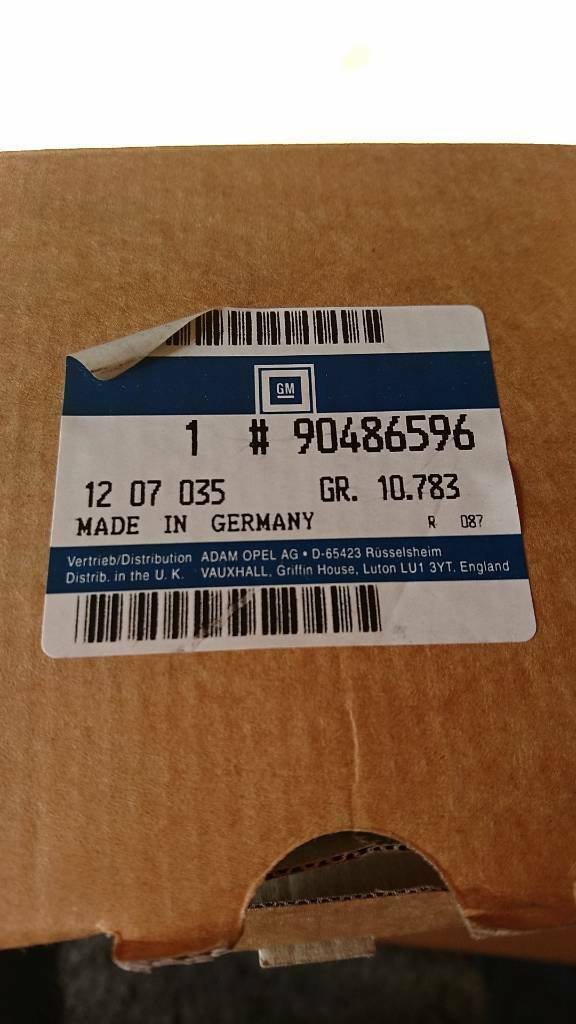 GM
1 # 90486596
12 07 035 GR. 10.783
MADE IN GERMANY R 087
Vertrieb/Distribution ADAM OPEL AG • D-65423 Rüsselsheim
Distrib. in the U. K. VAUXHALL, Griffin House, Luton LU1 3YT. England